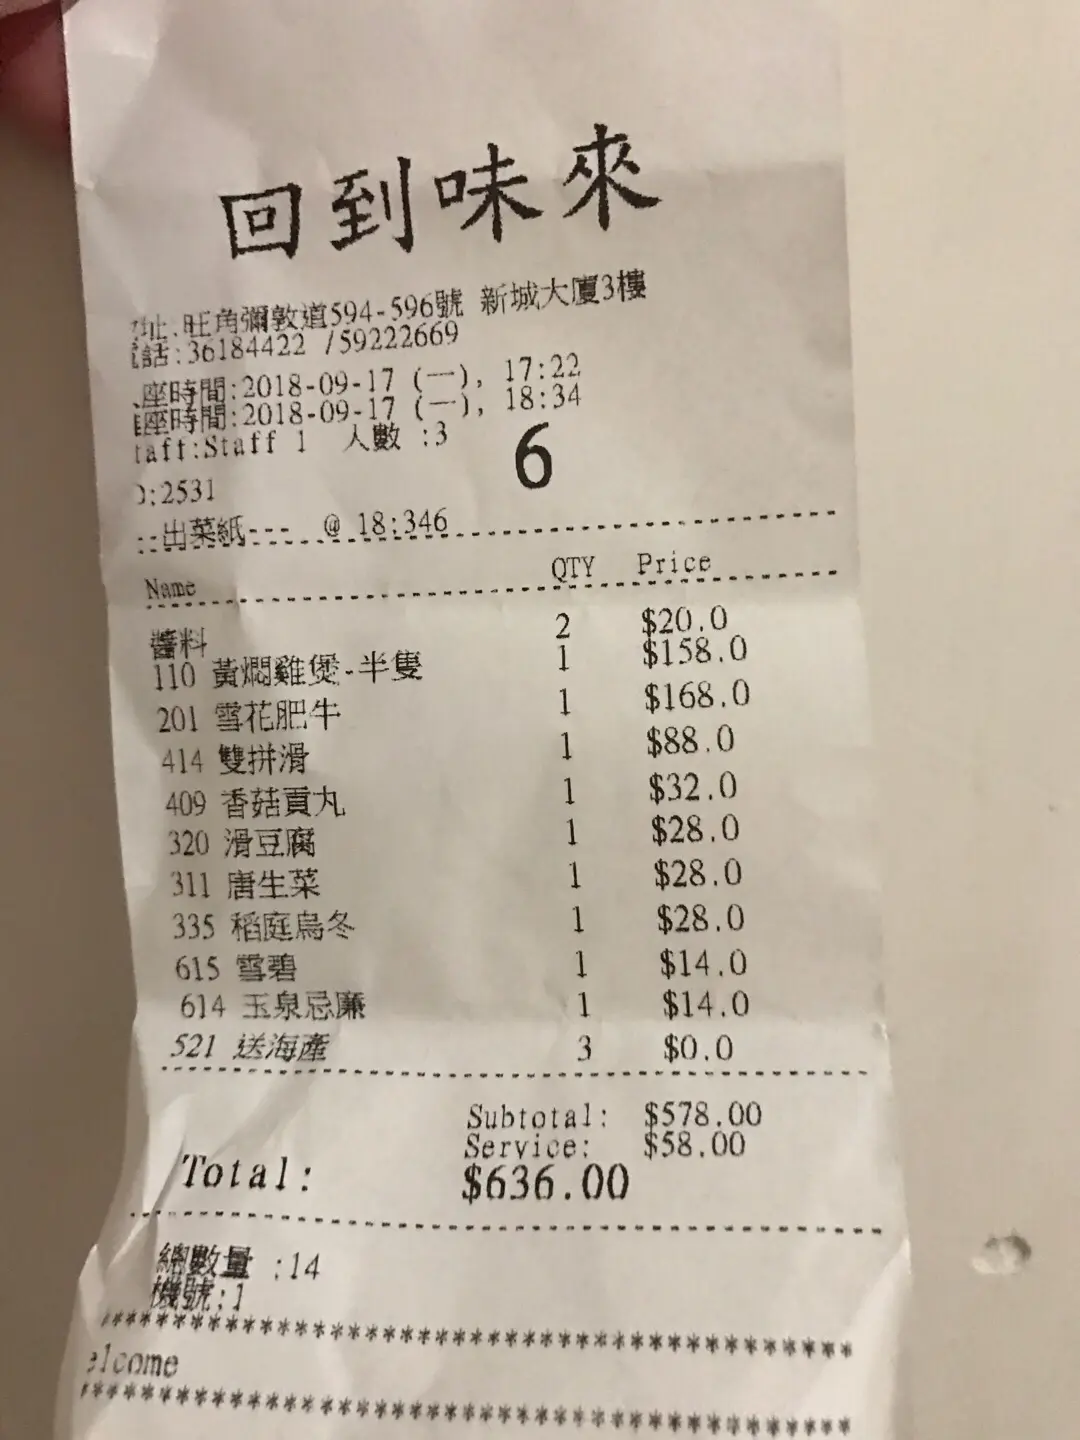 回到味來
址:旺角彌敦道594-596號 新城大廈3樓
話:36184422 /59222669
座時間:2018-09-17 (一), 17:22
座時間:2018-09-17 (一), 18:34
taff:Staff 1 人數 :3
6
:2531
--出菜紙--- @ 18:346
Name QTY Price
醬料 2 $20.0
110 黃燜雞煲-半隻 1 $158.0
201 雪花肥牛 1 $168.0
414 雙拼滑 1 $88.0
409 香菇貢丸 1 $32.0
320 滑豆腐 1 $28.0
311 唐生菜 1 $28.0
335 稻庭烏冬 1 $28.0
615 雪碧 1 $14.0
614 玉泉忌廉 1 $14.0
521 送海產 3 $0.0
Subtotal: $578.00
Service: $58.00
Total: $636.00
總數量 :14
機號:1
elcome